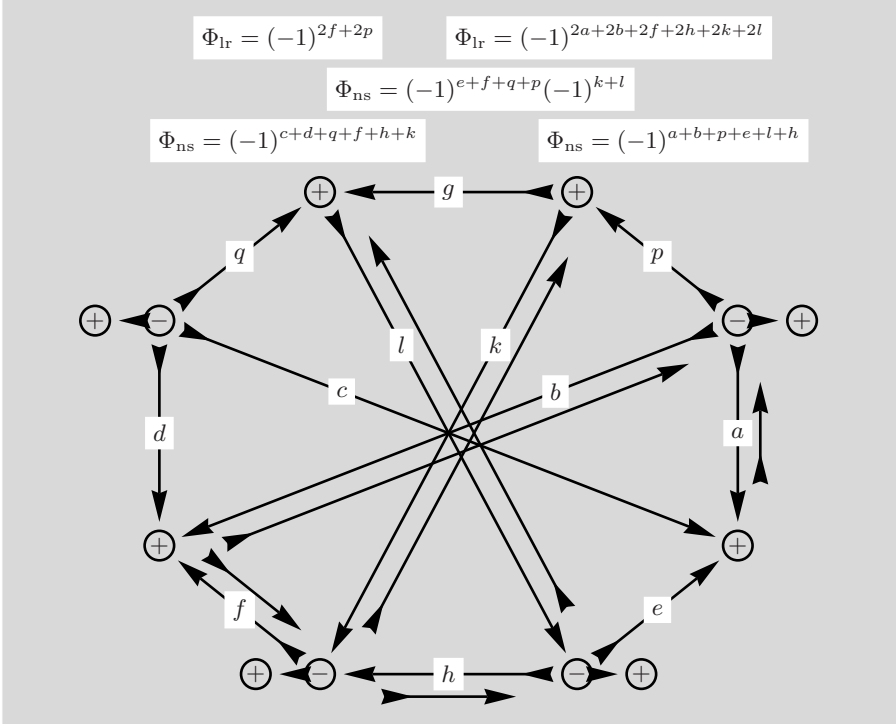 Φ_lr = (−1)^{2f+2p} Φ_lr = (−1)^{2a+2b+2f+2h+2k+2l}
Φ_ns = (−1)^{e+f+q+p}(−1)^{k+l}
Φ_ns = (−1)^{c+d+q+f+h+k} Φ_ns = (−1)^{a+b+p+e+l+h}
+ g +
q p
+ − − +
l k
c b
d a
+ +
f e
+ − h − +